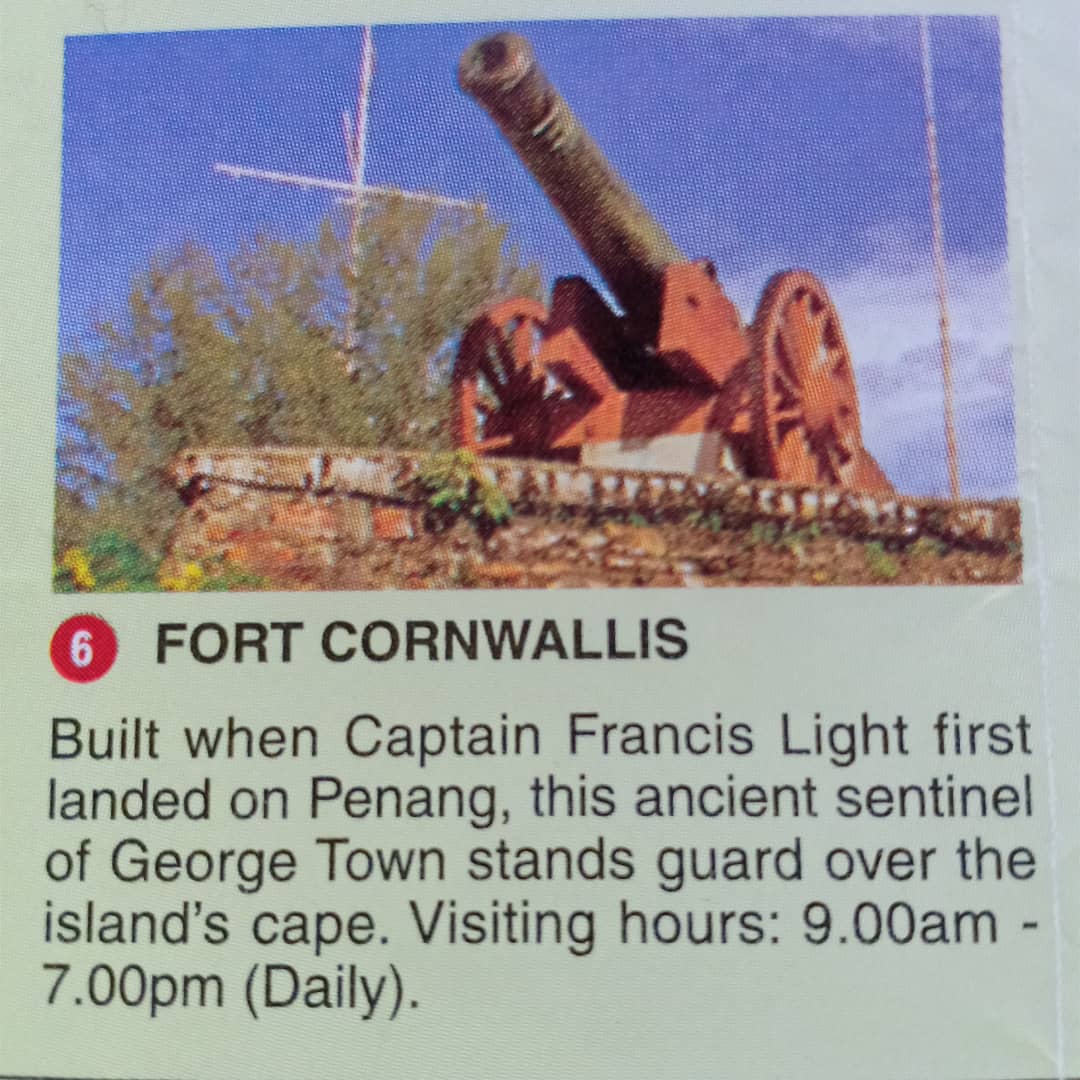 6 FORT CORNWALLIS
Built when Captain Francis Light first
landed on Penang, this ancient sentinel
of George Town stands guard over the
island's cape. Visiting hours: 9.00am -
7.00pm (Daily).